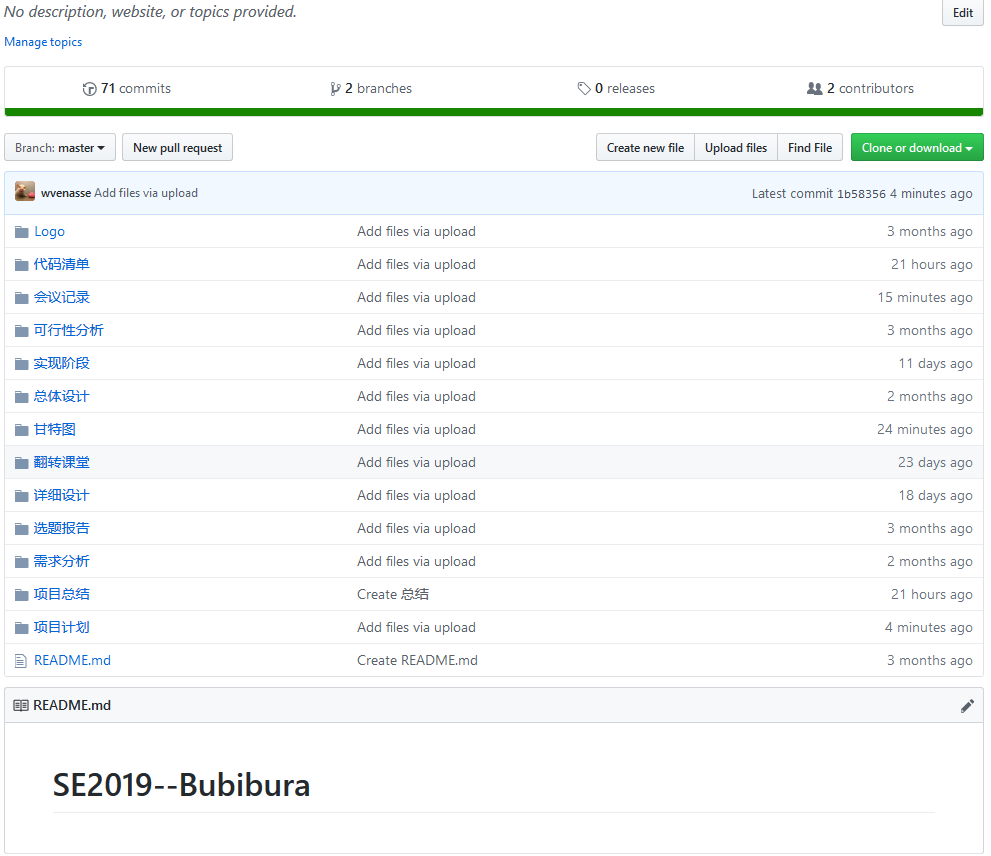 No description, website, or topics provided. Edit
Manage topics
71 commits 2 branches 0 releases 2 contributors
Branch: master New pull request Create new file Upload files Find File Clone or download
wvenasse Add files via upload Latest commit 1b58356 4 minutes ago
Logo Add files via upload 3 months ago
代码清单 Add files via upload 21 hours ago
会议记录 Add files via upload 15 minutes ago
可行性分析 Add files via upload 3 months ago
实现阶段 Add files via upload 11 days ago
总体设计 Add files via upload 2 months ago
甘特图 Add files via upload 24 minutes ago
翻转课堂 Add files via upload 23 days ago
详细设计 Add files via upload 18 days ago
选题报告 Add files via upload 3 months ago
需求分析 Add files via upload 2 months ago
项目总结 Create 总结 21 hours ago
项目计划 Add files via upload 4 minutes ago
README.md Create README.md 3 months ago
README.md
SE2019--Bubibura